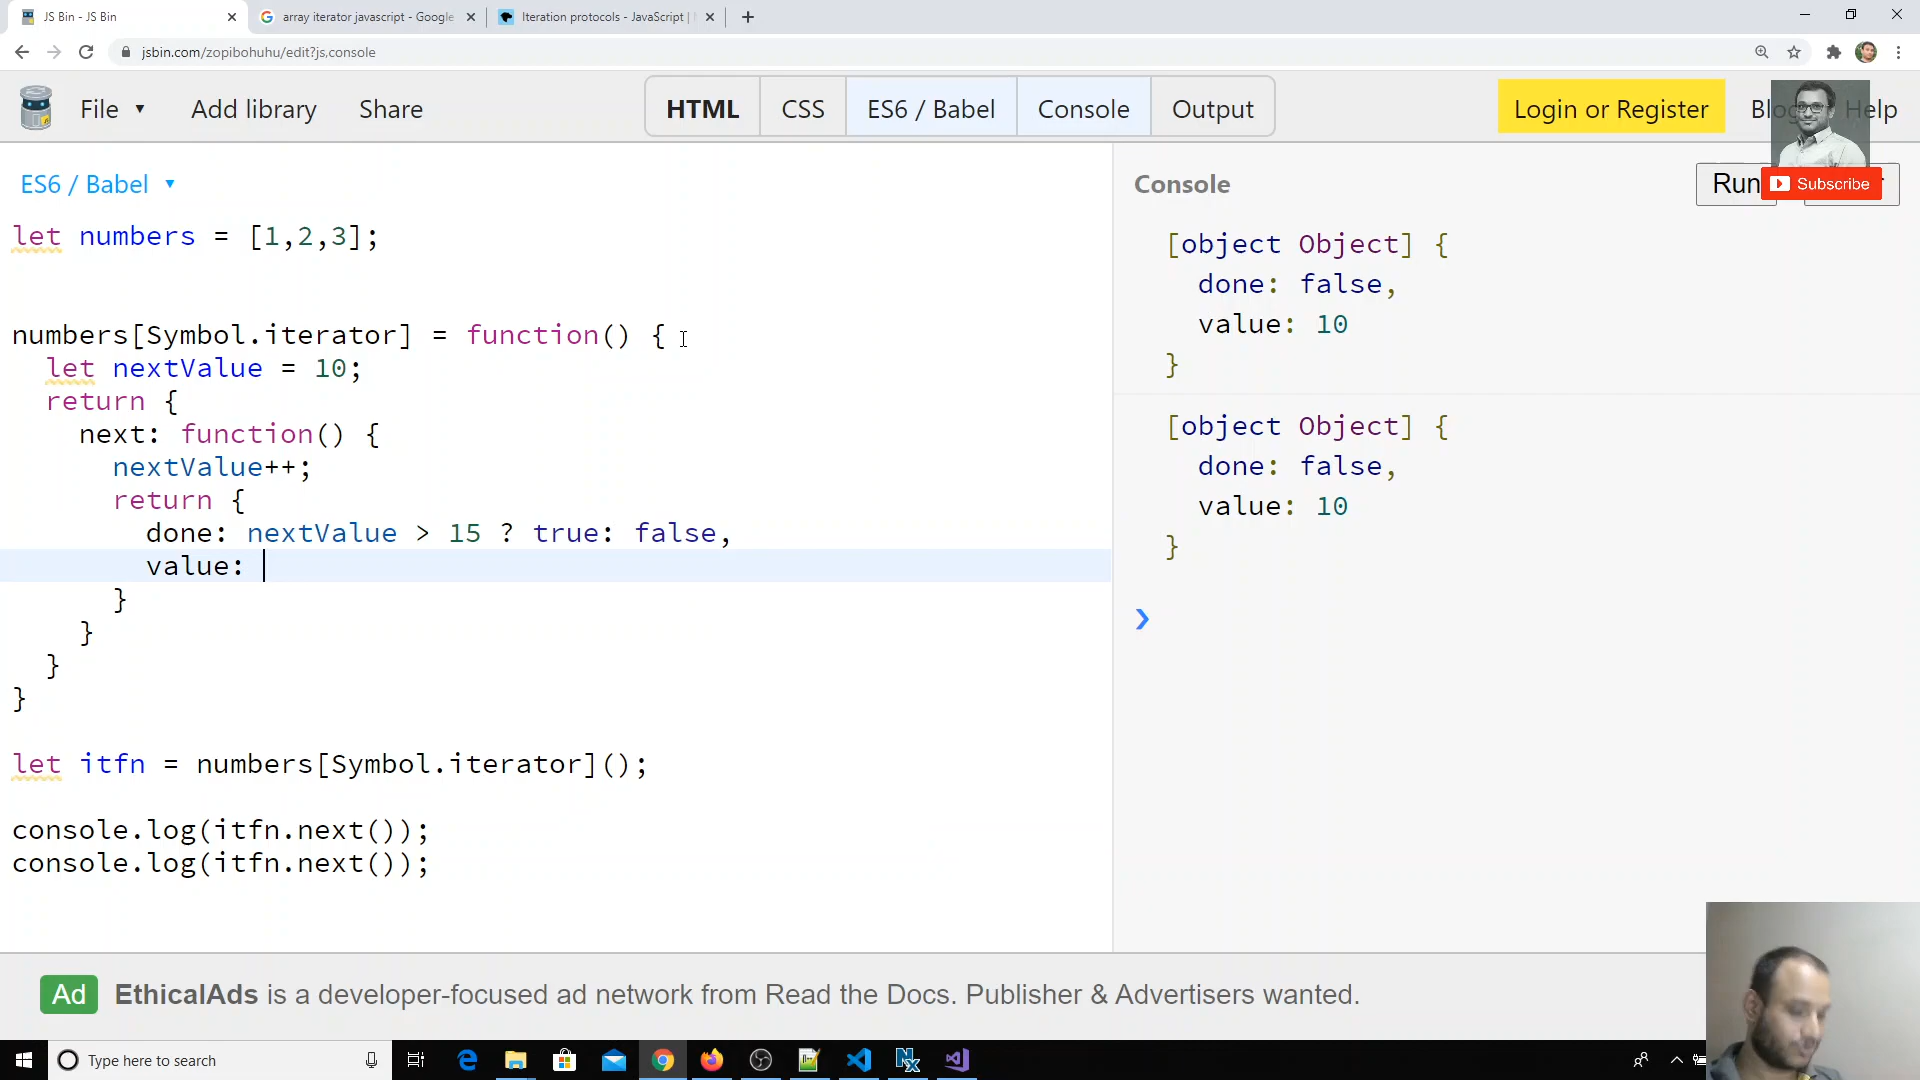 JS Bin - JS Bin
array iterator javascript - Google
Iteration protocols - JavaScript |
jsbin.com/zopibohuhu/edit?js,console
File ▼ Add library Share HTML CSS ES6 / Babel Console Output Login or Register Blog Help
Subscribe
ES6 / Babel ▼
let numbers = [1,2,3];
numbers[Symbol.iterator] = function() {
let nextValue = 10;
return {
next: function() {
nextValue++;
return {
done: nextValue > 15 ? true: false,
value:
}
}
}
}
let itfn = numbers[Symbol.iterator]();
console.log(itfn.next());
console.log(itfn.next());
Console
Run
[object Object] {
done: false,
value: 10
}
[object Object] {
done: false,
value: 10
}
❯
Ad EthicalAds is a developer-focused ad network from Read the Docs. Publisher & Advertisers wanted.
Type here to search